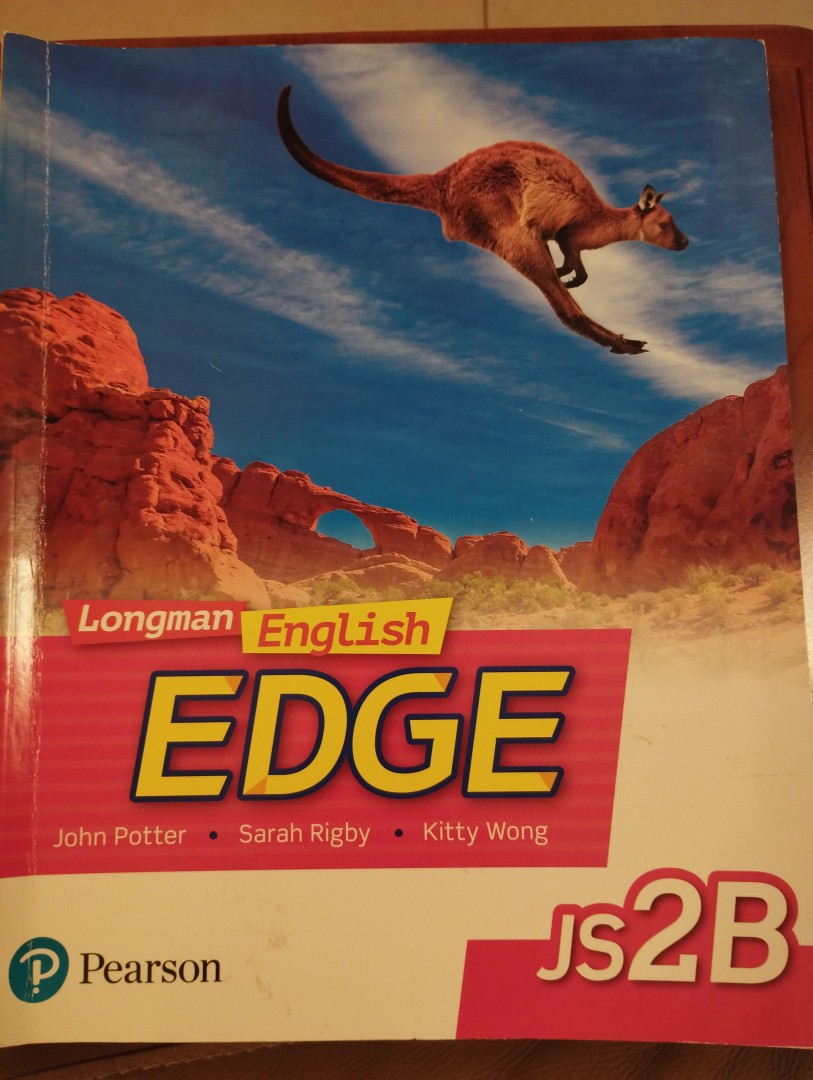 Longman English
EDGE
John Potter • Sarah Rigby • Kitty Wong
JS2B
Pearson